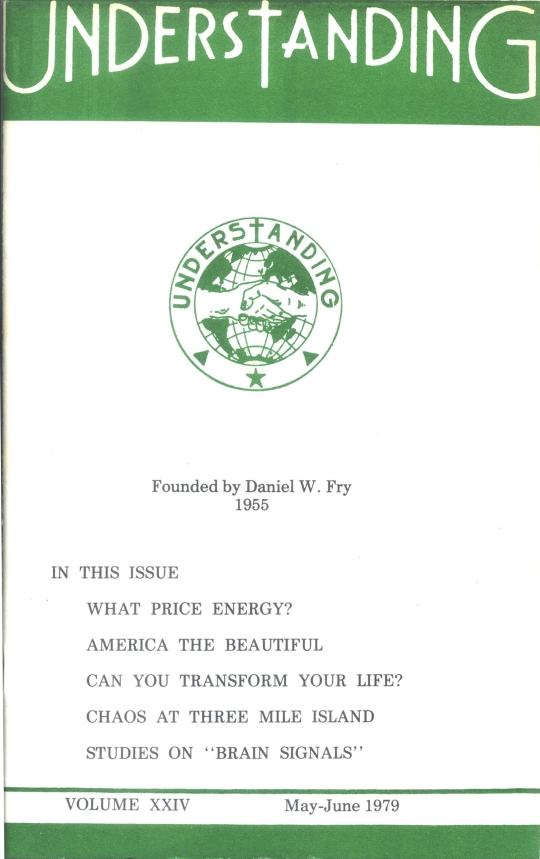 UNDERSTANDING
UNDERSTANDING
Founded by Daniel W. Fry
1955
IN THIS ISSUE
WHAT PRICE ENERGY?
AMERICA THE BEAUTIFUL
CAN YOU TRANSFORM YOUR LIFE?
CHAOS AT THREE MILE ISLAND
STUDIES ON ‘‘BRAIN SIGNALS’’
VOLUME XXIV May-June 1979